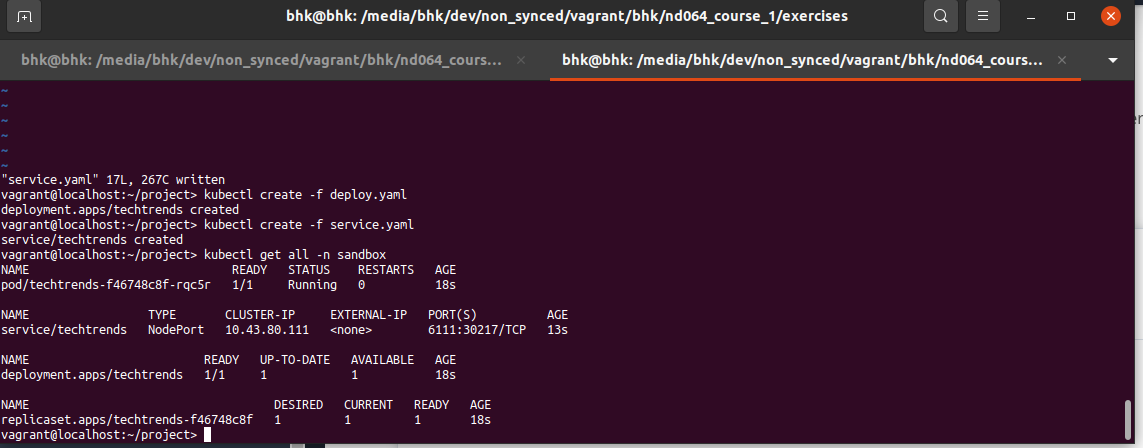 bhk@bhk: /media/bhk/dev/non_synced/vagrant/bhk/nd064_course_1/exercises
bhk@bhk: /media/bhk/dev/non_synced/vagrant/bhk/nd064_cours...
bhk@bhk: /media/bhk/dev/non_synced/vagrant/bhk/nd064_cours...
~
~
~
~
~
~
"service.yaml" 17L, 267C written
vagrant@localhost:~/project> kubectl create -f deploy.yaml
deployment.apps/techtrends created
vagrant@localhost:~/project> kubectl create -f service.yaml
service/techtrends created
vagrant@localhost:~/project> kubectl get all -n sandbox
NAME                             READY   STATUS    RESTARTS   AGE
pod/techtrends-f46748c8f-rqc5r   1/1     Running   0          18s

NAME                 TYPE       CLUSTER-IP     EXTERNAL-IP   PORT(S)          AGE
service/techtrends   NodePort   10.43.80.111   <none>        6111:30217/TCP   13s

NAME                         READY   UP-TO-DATE   AVAILABLE   AGE
deployment.apps/techtrends   1/1     1            1           18s

NAME                                   DESIRED   CURRENT   READY   AGE
replicaset.apps/techtrends-f46748c8f   1         1         1       18s
vagrant@localhost:~/project>